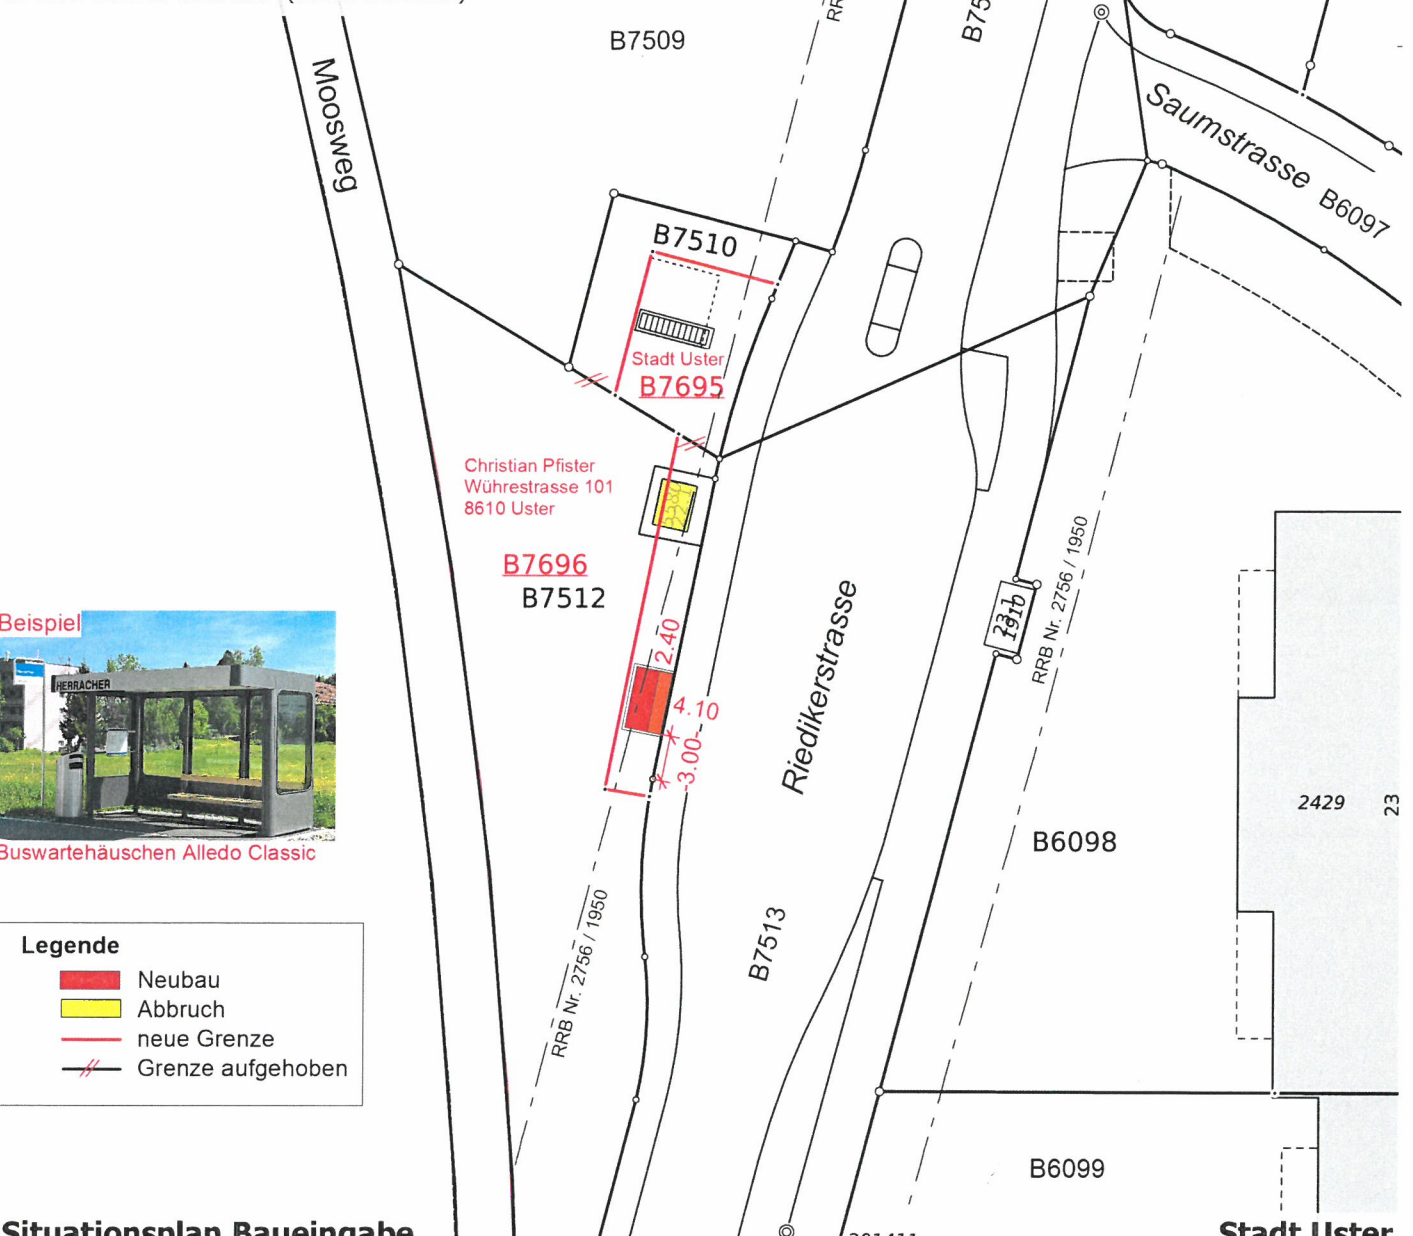 B7509
Moosweg
Saumstrasse B6097
B7510
Stadt Uster
B7695
Christian Pfister
Wührestrasse 101
8610 Uster
B7696
B7512
2.40
4.10
3.00
Riedikerstrasse
RRB Nr. 2756 / 1950
2429
B6098
B7513
RRB Nr. 2756 / 1950
B6099
Beispiel
HERRACHER
Buswartehäuschen Alledo Classic
Legende
Neubau
Abbruch
neue Grenze
Grenze aufgehoben
Situationsplan Baueingabe
Stadt Uster